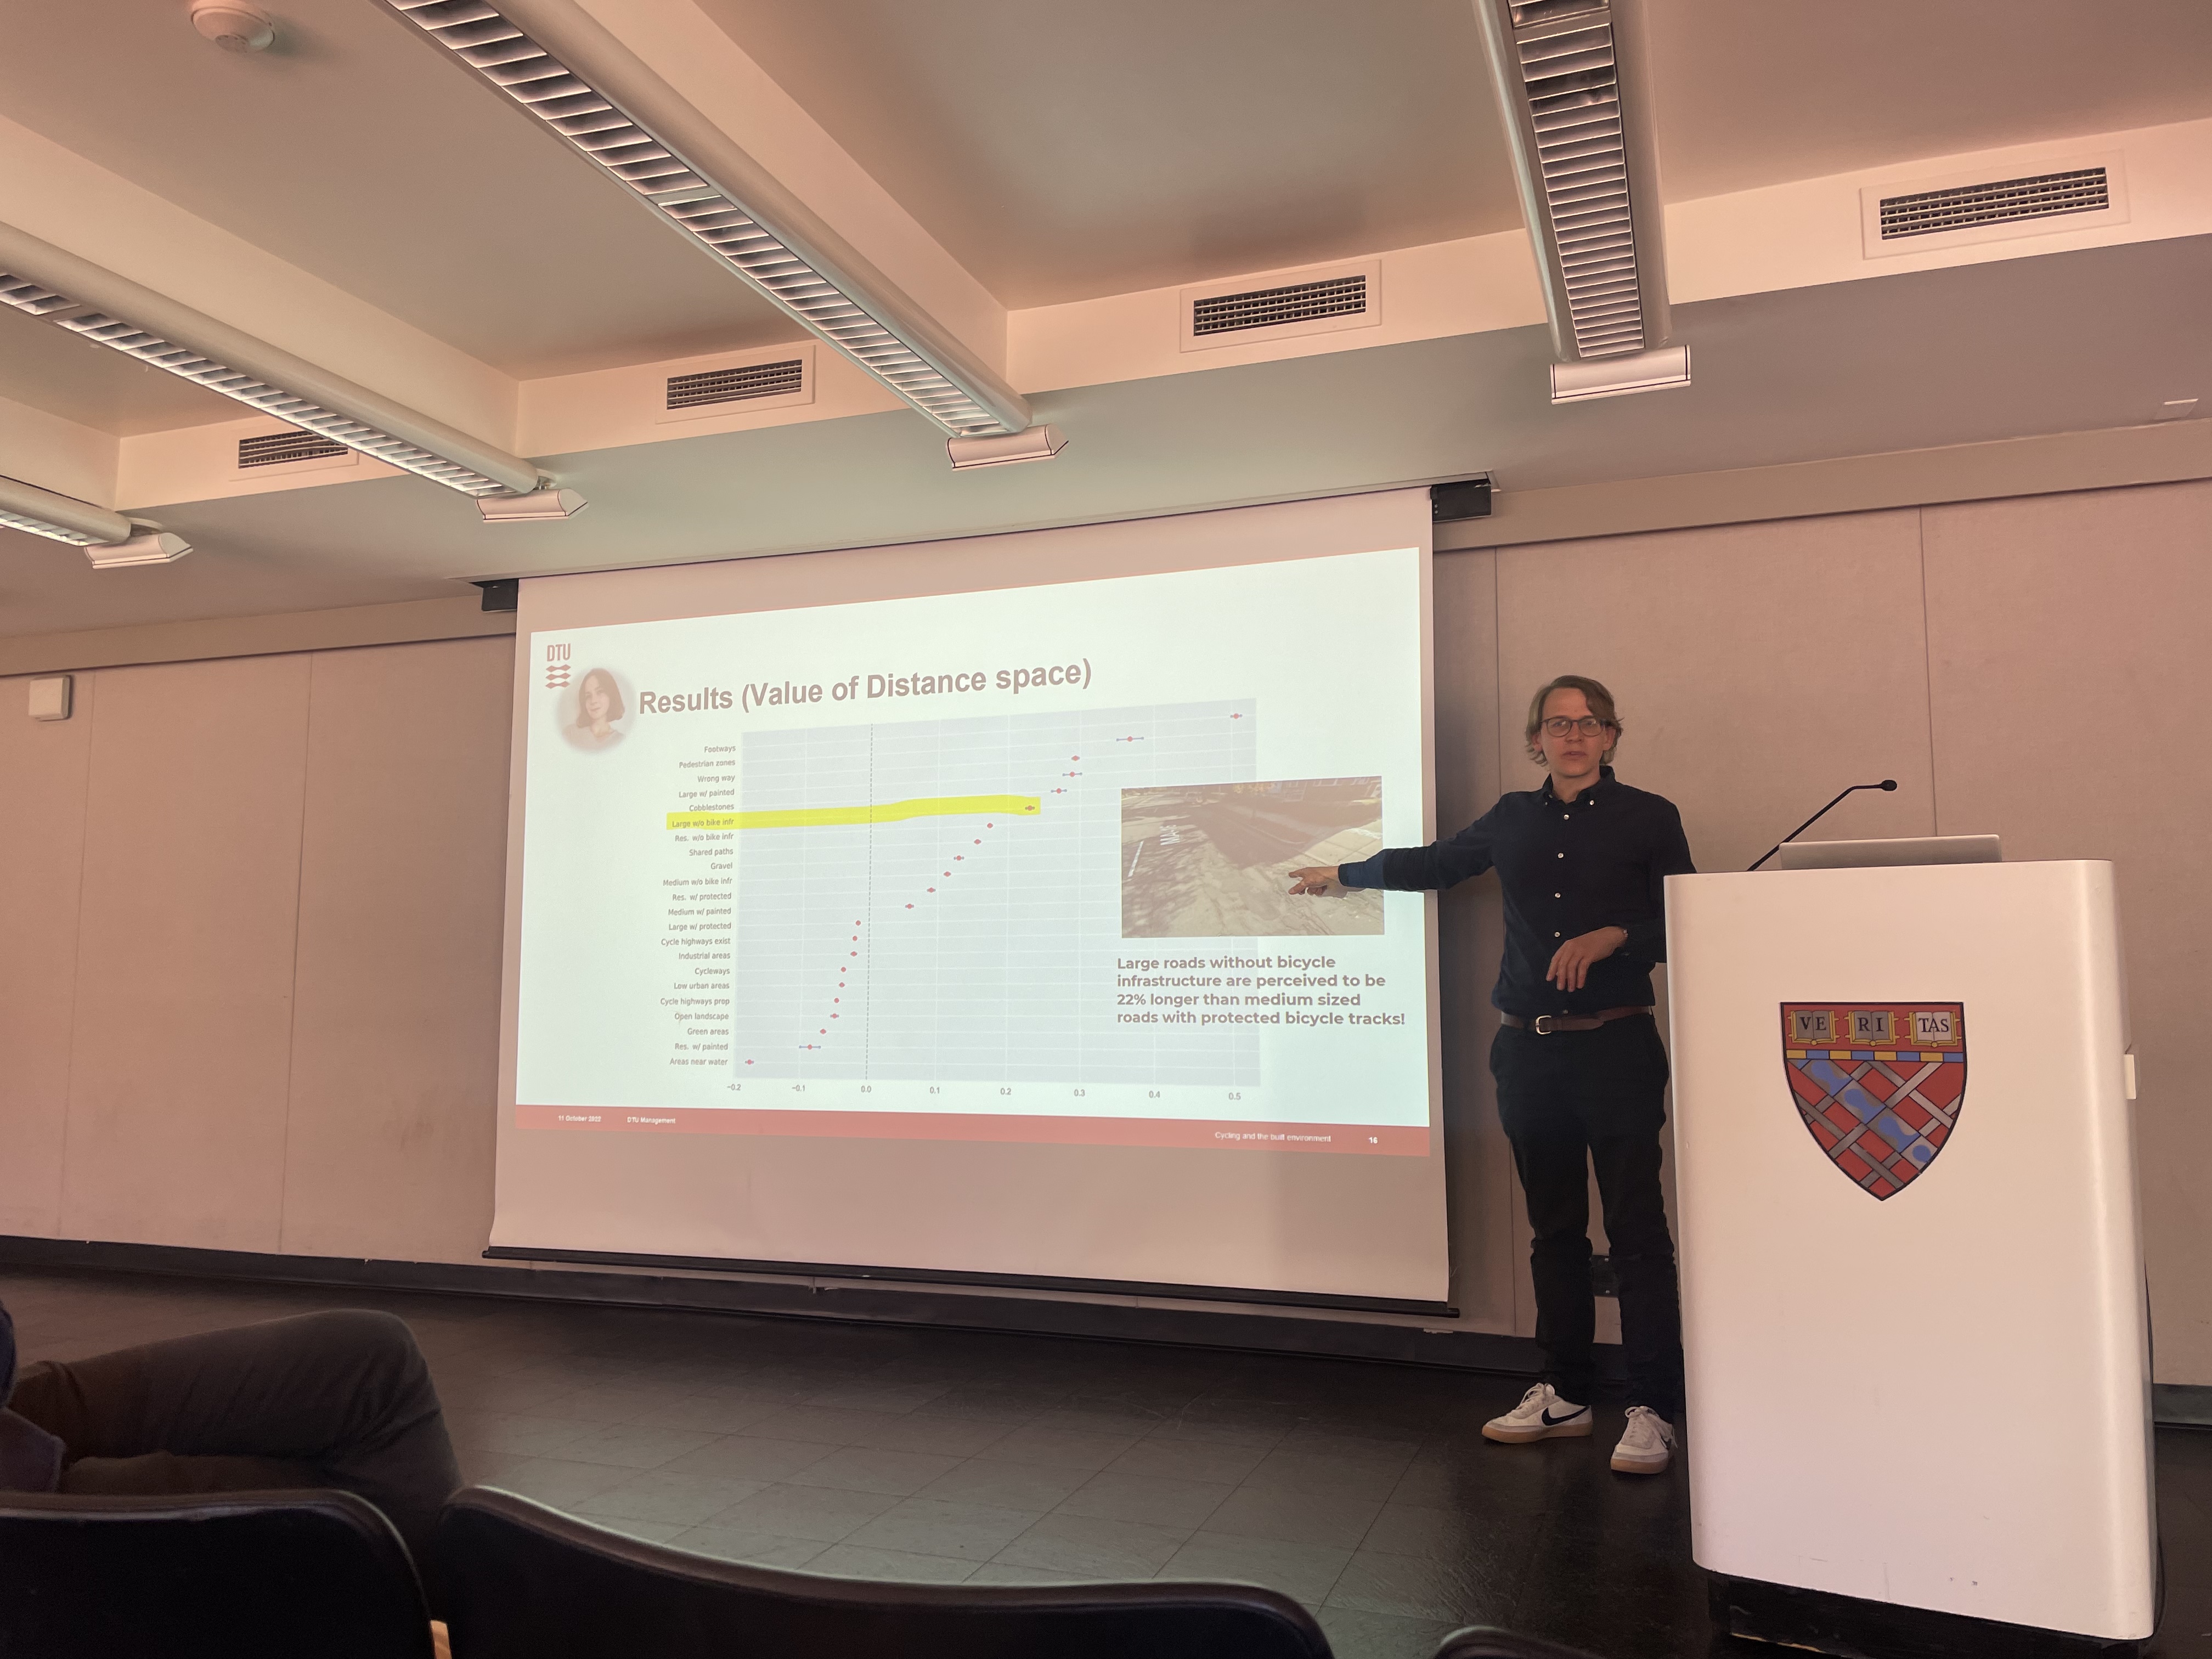 DTU
Results (Value of Distance space)
Footways
Pedestrian zones
Wrong way
Large w/ painted
Cobblestones
Large w/o bike infr
Res. w/o bike infr
Shared paths
Gravel
Medium w/o bike infr
Res. w/ protected
Medium w/ painted
Large w/ protected
Cycle highways exist
Industrial areas
Cycleways
Low urban areas
Cycle highways prop
Open landscape
Green areas
Res. w/ painted
Areas near water
−0.2 −0.1 0.0 0.1 0.2 0.3 0.4 0.5
Large roads without bicycle
infrastructure are perceived to be
22% longer than medium sized
roads with protected bicycle tracks!
11 October 2022 DTU Management Cycling and the built environment 16
VE RI TAS